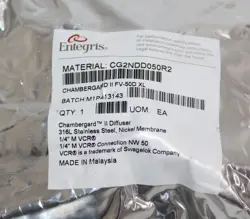 Entegris
MATERIAL: CG2NDD050R2
CHAMBERGARD II FV-50D XL
BATCH:M1P413143
QTY: 1 UOM: EA
Chambergard™ II Diffuser
316L Stainless Steel, Nickel Membrane
1/4" M VCR®
1/4" M VCR® Connection NW 50
VCR® is a trademark of Swagelok Company
MADE IN Malaysia